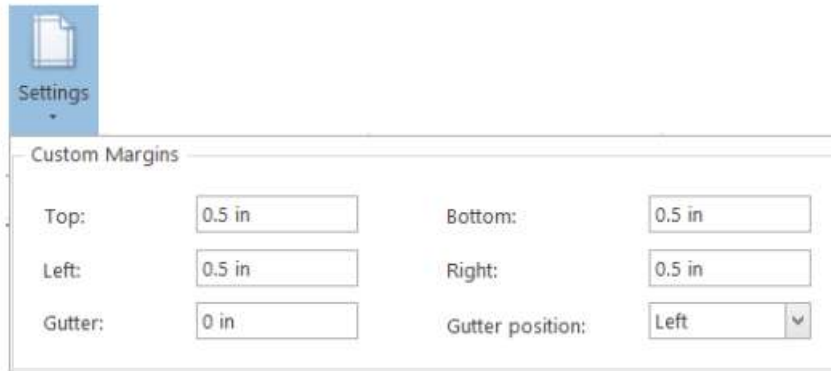 Settings
Custom Margins
Top: 0.5 in Bottom: 0.5 in
Left: 0.5 in Right: 0.5 in
Gutter: 0 in Gutter position: Left